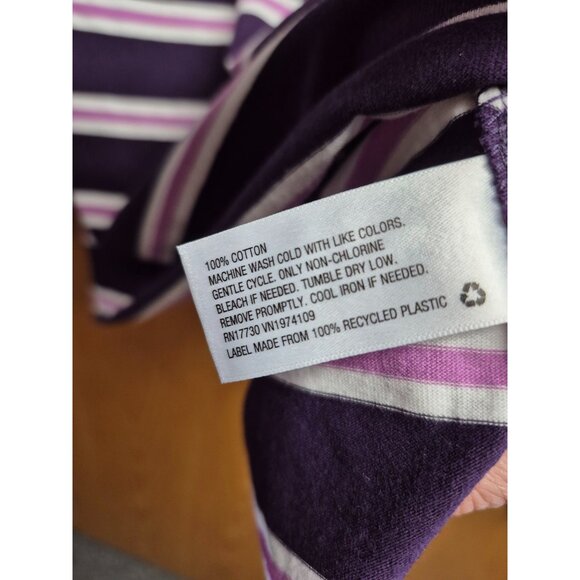 100% COTTON
MACHINE WASH COLD WITH LIKE COLORS.
GENTLE CYCLE. ONLY NON-CHLORINE
BLEACH IF NEEDED. TUMBLE DRY LOW.
REMOVE PROMPTLY. COOL IRON IF NEEDED.
RN17730 VN1974109
LABEL MADE FROM 100% RECYCLED PLASTIC